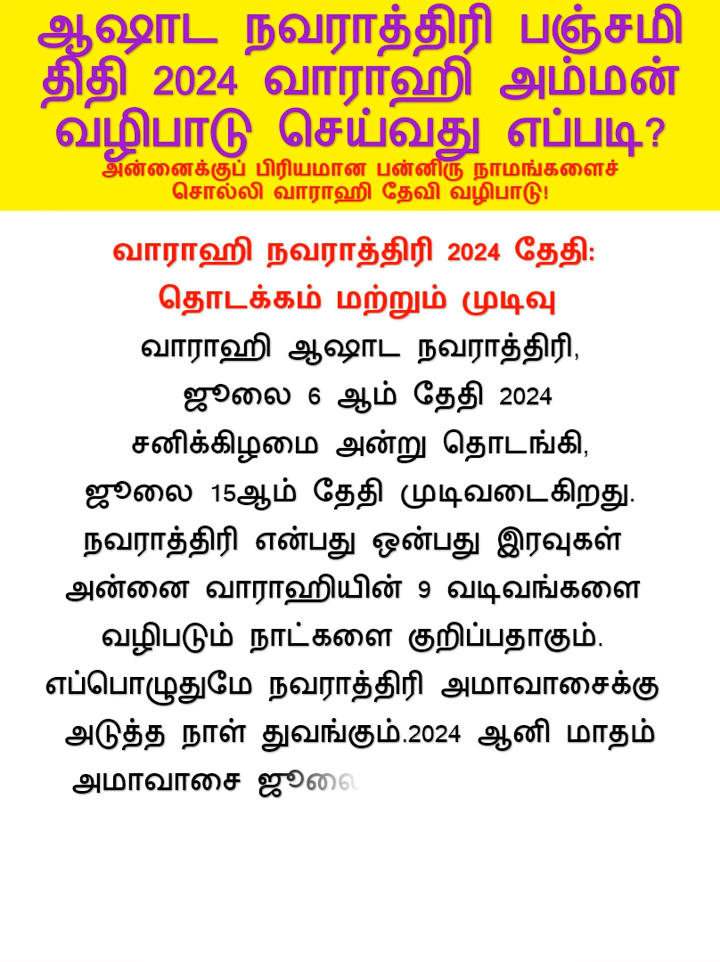 ஆஷாட நவராத்திரி பஞ்சமி
திதி 2024 வாராஹி அம்மன்
வழிபாடு செய்வது எப்படி?
அன்னைக்குப் பிரியமான பன்னிரு நாமங்களைச்
சொல்லி வாராஹி தேவி வழிபாடு!
வாராஹி நவராத்திரி 2024 தேதி:
தொடக்கம் மற்றும் முடிவு
வாராஹி ஆஷாட நவராத்திரி,
ஜூலை 6 ஆம் தேதி 2024
சனிக்கிழமை அன்று தொடங்கி,
ஜூலை 15ஆம் தேதி முடிவடைகிறது.
நவராத்திரி என்பது ஒன்பது இரவுகள்
அன்னை வாராஹியின் 9 வடிவங்களை
வழிபடும் நாட்களை குறிப்பதாகும்.
எப்பொழுதுமே நவராத்திரி அமாவாசைக்கு
அடுத்த நாள் துவங்கும்.2024 ஆனி மாதம்
அமாவாசை ஜூலை